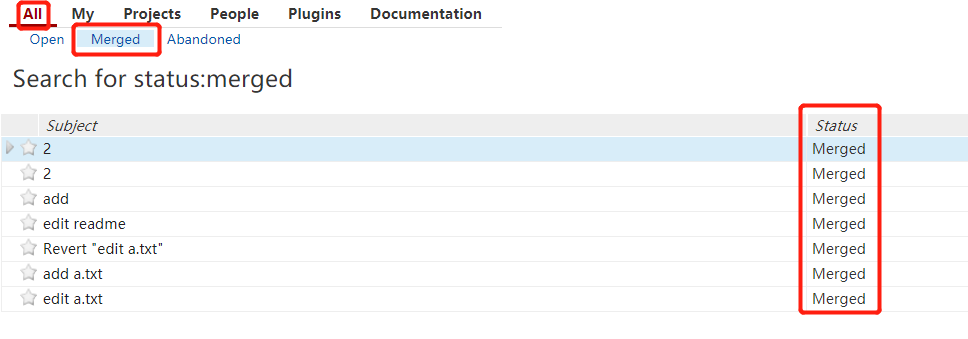 All My Projects People Plugins Documentation
Open Merged Abandoned
Search for status:merged
Subject Status
2 Merged
2 Merged
add Merged
edit readme Merged
Revert "edit a.txt" Merged
add a.txt Merged
edit a.txt Merged